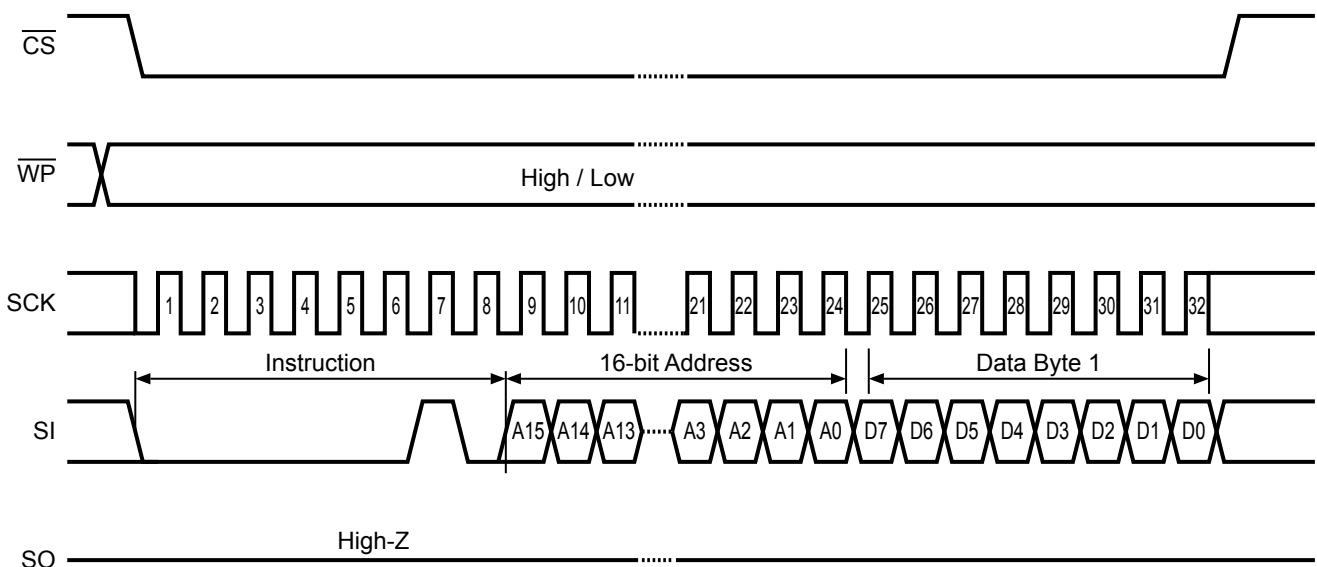 CS
WP
High / Low
SCK
1 2 3 4 5 6 7 8 9 10 11 21 22 23 24 25 26 27 28 29 30 31 32
Instruction 16-bit Address Data Byte 1
SI
A15 A14 A13 A3 A2 A1 A0 D7 D6 D5 D4 D3 D2 D1 D0
High-Z
SO